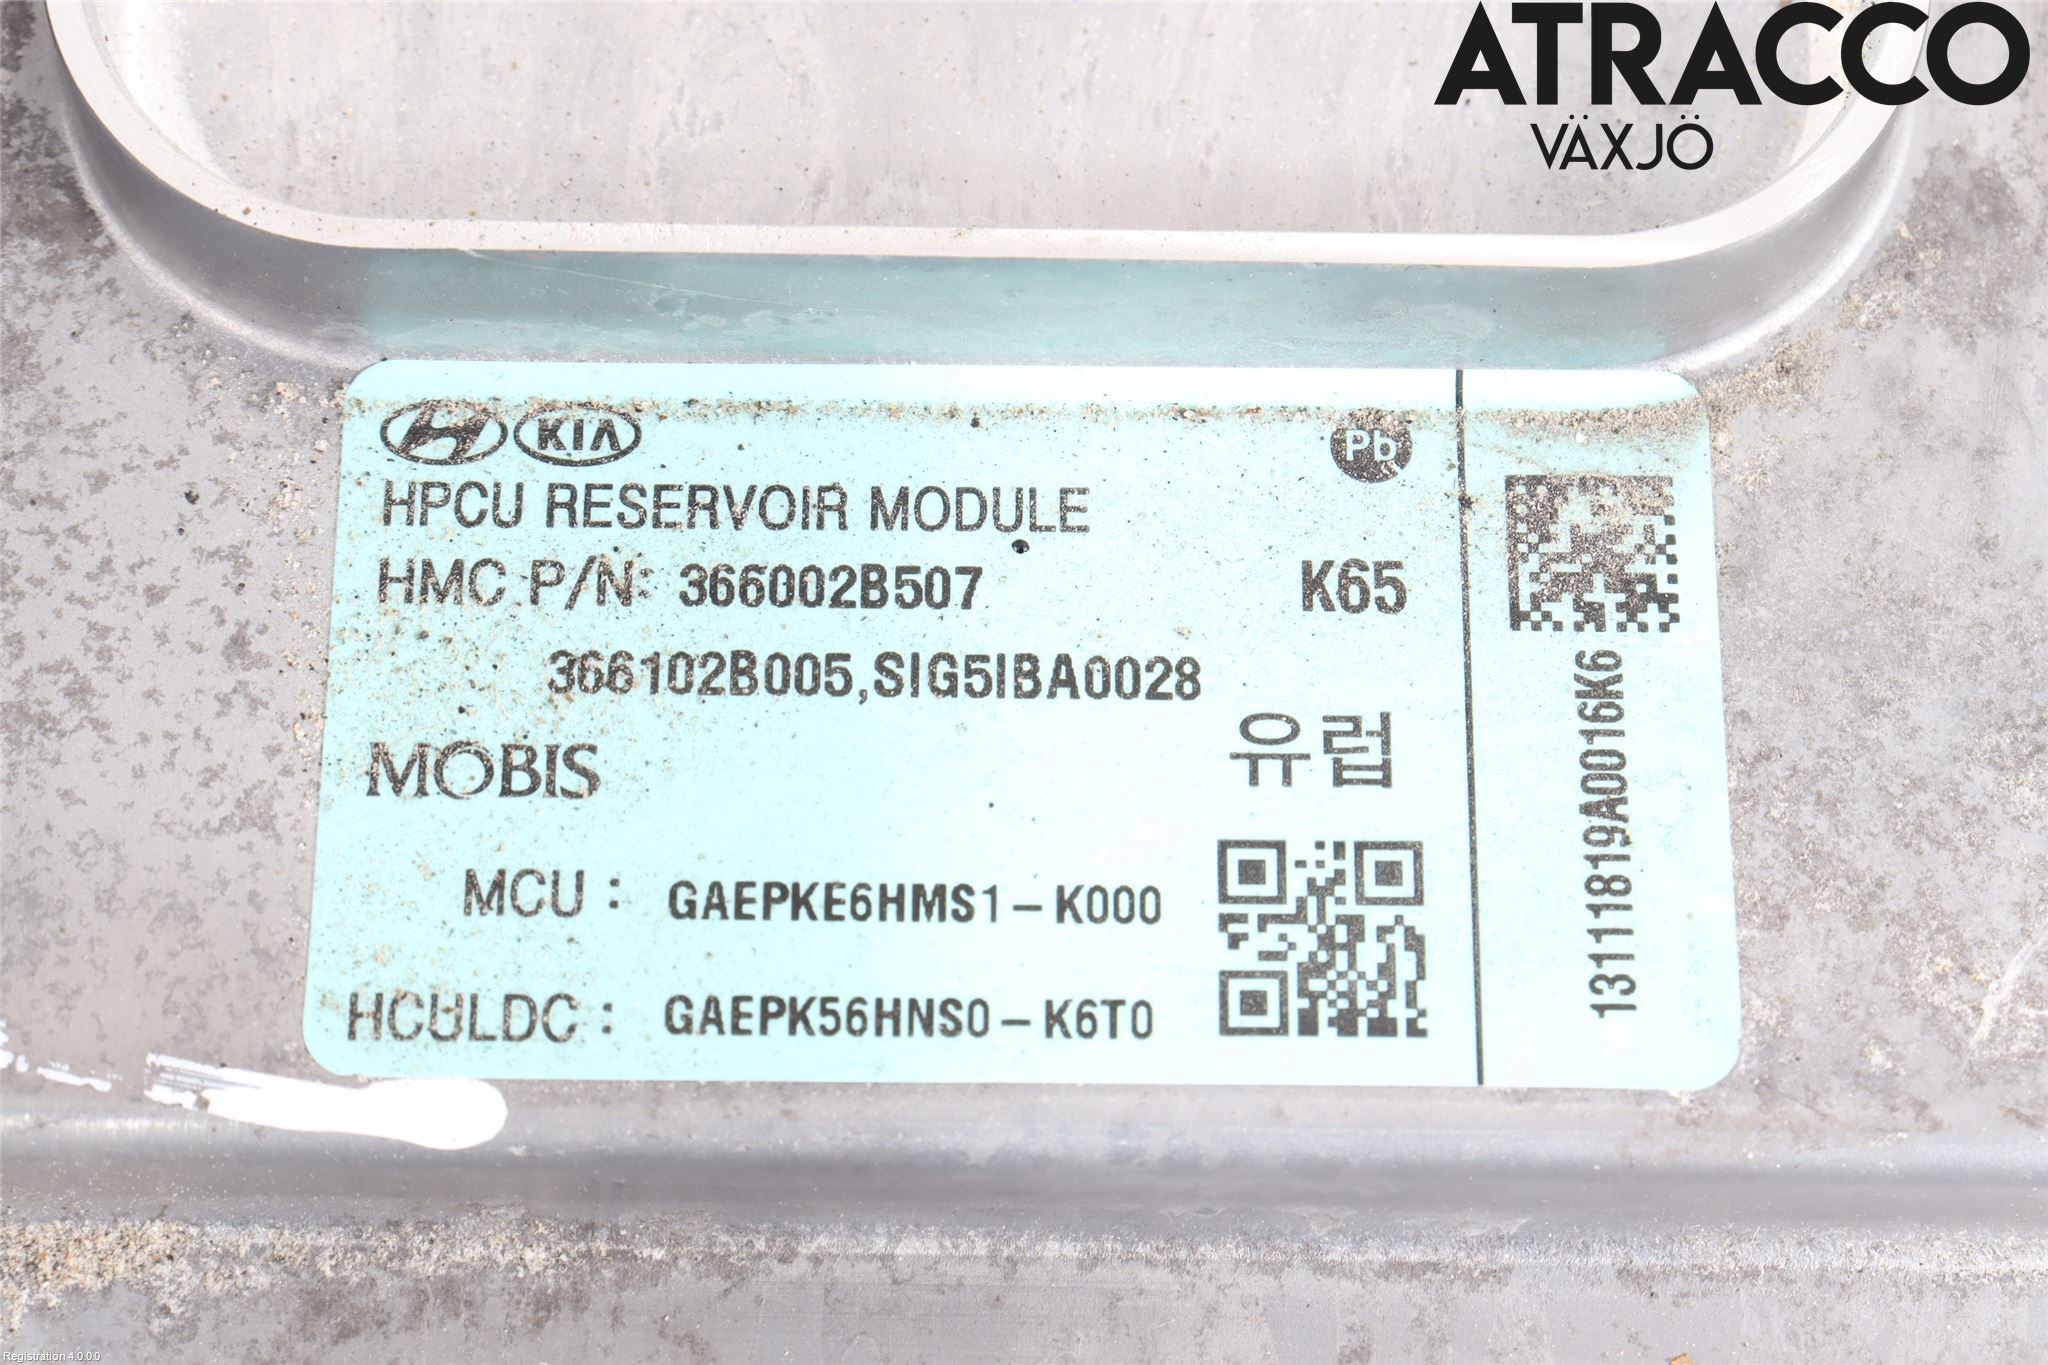 ATRACCO
VÄXJÖ
KIA
Pb
HPCU RESERVOIR MODULE
HMC P/N: 366002B507 K65
366102B005,SIG5IBA0028
MOBIS 유럽
MCU : GAEPKE6HMS1-K000
HCULDC : GAEPK56HNS0-K6T0
13111819A0016K6
Registration 4.0.0.0